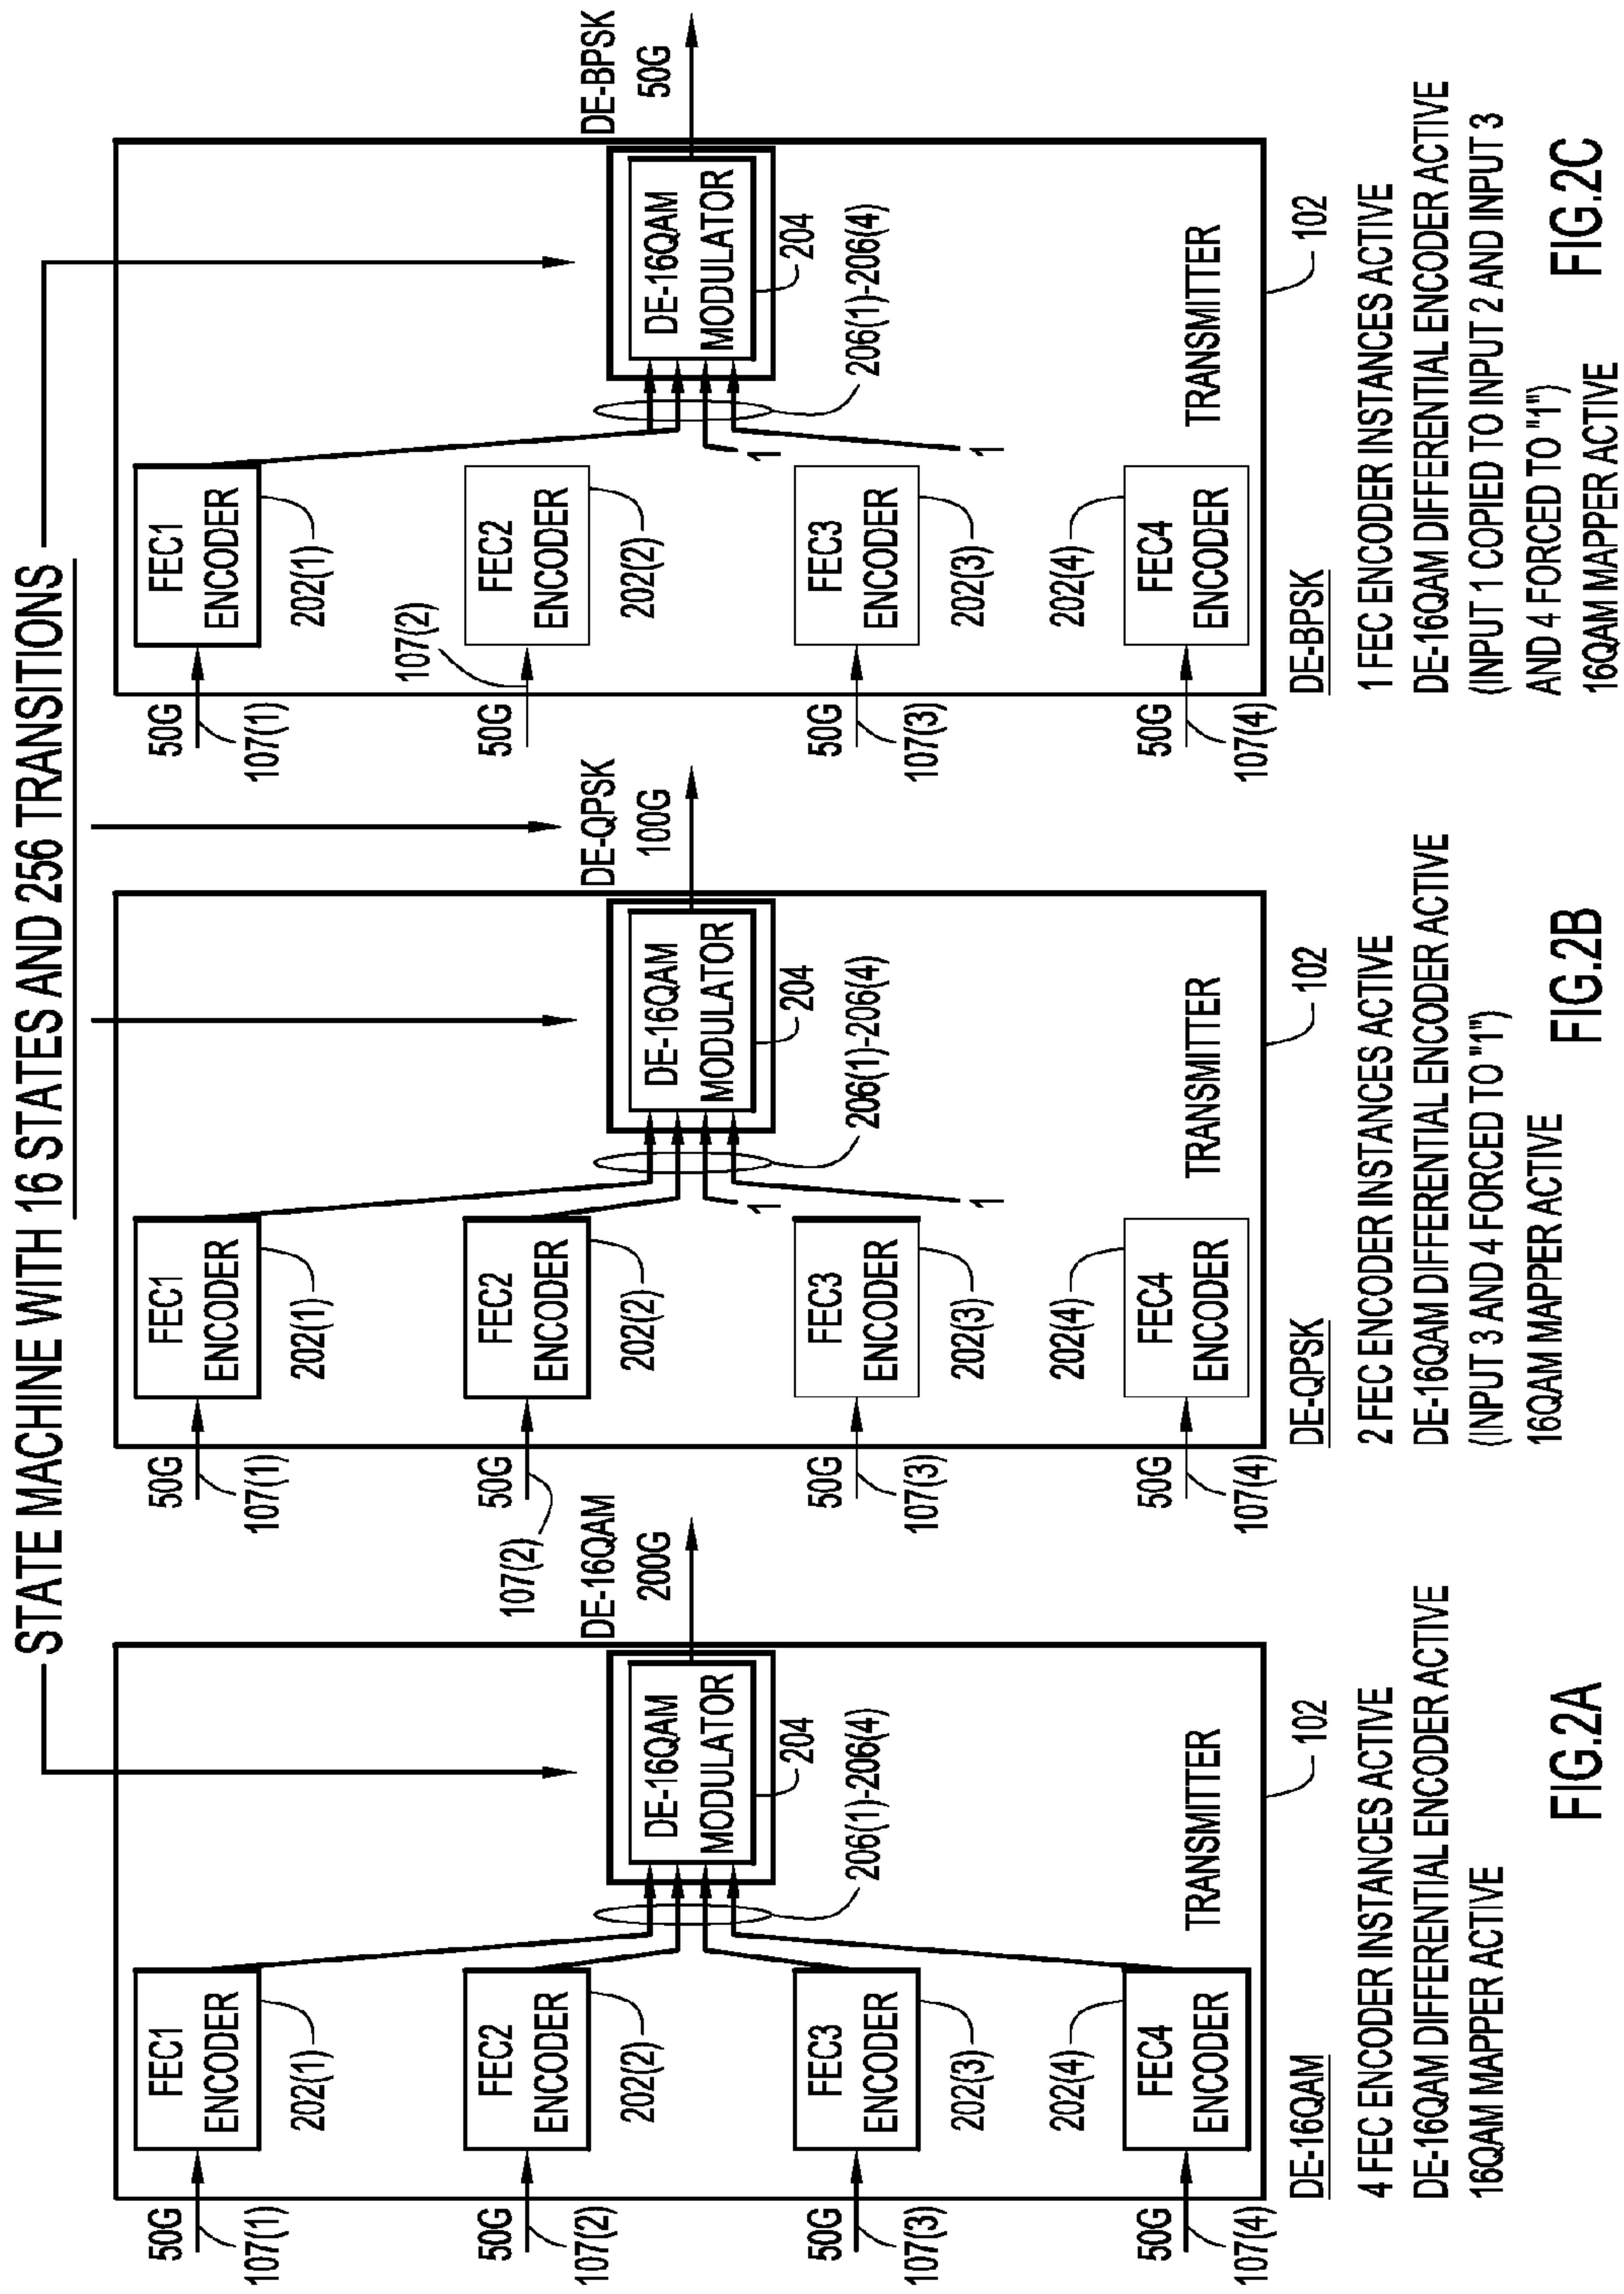 STATE MACHINE WITH 16 STATES AND 256 TRANSITIONS
50G
107(1)
FEC1
ENCODER
202(1)
50G
107(2)
FEC2
ENCODER
202(2)
50G
107(3)
FEC3
ENCODER
202(3)
50G
107(4)
FEC4
ENCODER
202(4)
206(1)-206(4)
DE-16QAM
MODULATOR
204
DE-16QAM
200G
TRANSMITTER
102
DE-16QAM
4 FEC ENCODER INSTANCES ACTIVE
DE-16QAM DIFFERENTIAL ENCODER ACTIVE
16QAM MAPPER ACTIVE
FIG.2A
50G
107(1)
FEC1
ENCODER
202(1)
50G
107(2)
FEC2
ENCODER
202(2)
50G
107(3)
FEC3
ENCODER
202(3)
50G
107(4)
FEC4
ENCODER
202(4)
1
1
206(1)-206(4)
DE-16QAM
MODULATOR
204
DE-QPSK
100G
TRANSMITTER
102
DE-QPSK
2 FEC ENCODER INSTANCES ACTIVE
DE-16QAM DIFFERENTIAL ENCODER ACTIVE
(INPUT 3 AND 4 FORCED TO "1")
16QAM MAPPER ACTIVE
FIG.2B
50G
107(1)
FEC1
ENCODER
202(1)
50G
107(2)
FEC2
ENCODER
202(2)
50G
107(3)
FEC3
ENCODER
202(3)
50G
107(4)
FEC4
ENCODER
202(4)
1
1
206(1)-206(4)
DE-16QAM
MODULATOR
204
DE-BPSK
50G
TRANSMITTER
102
DE-BPSK
1 FEC ENCODER INSTANCES ACTIVE
DE-16QAM DIFFERENTIAL ENCODER ACTIVE
(INPUT 1 COPIED TO INPUT 2 AND INPUT 3
AND 4 FORCED TO "1")
16QAM MAPPER ACTIVE
FIG.2C